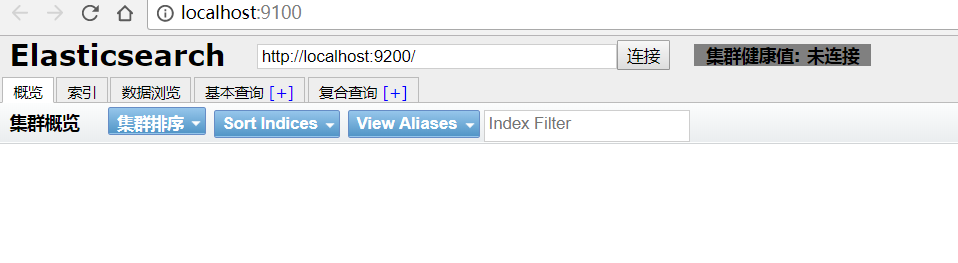 localhost:9100
Elasticsearch http://localhost:9200/ 连接 集群健康值: 未连接
概览 索引 数据浏览 基本查询 [+] 复合查询 [+]
集群概览 集群排序 Sort Indices View Aliases Index Filter